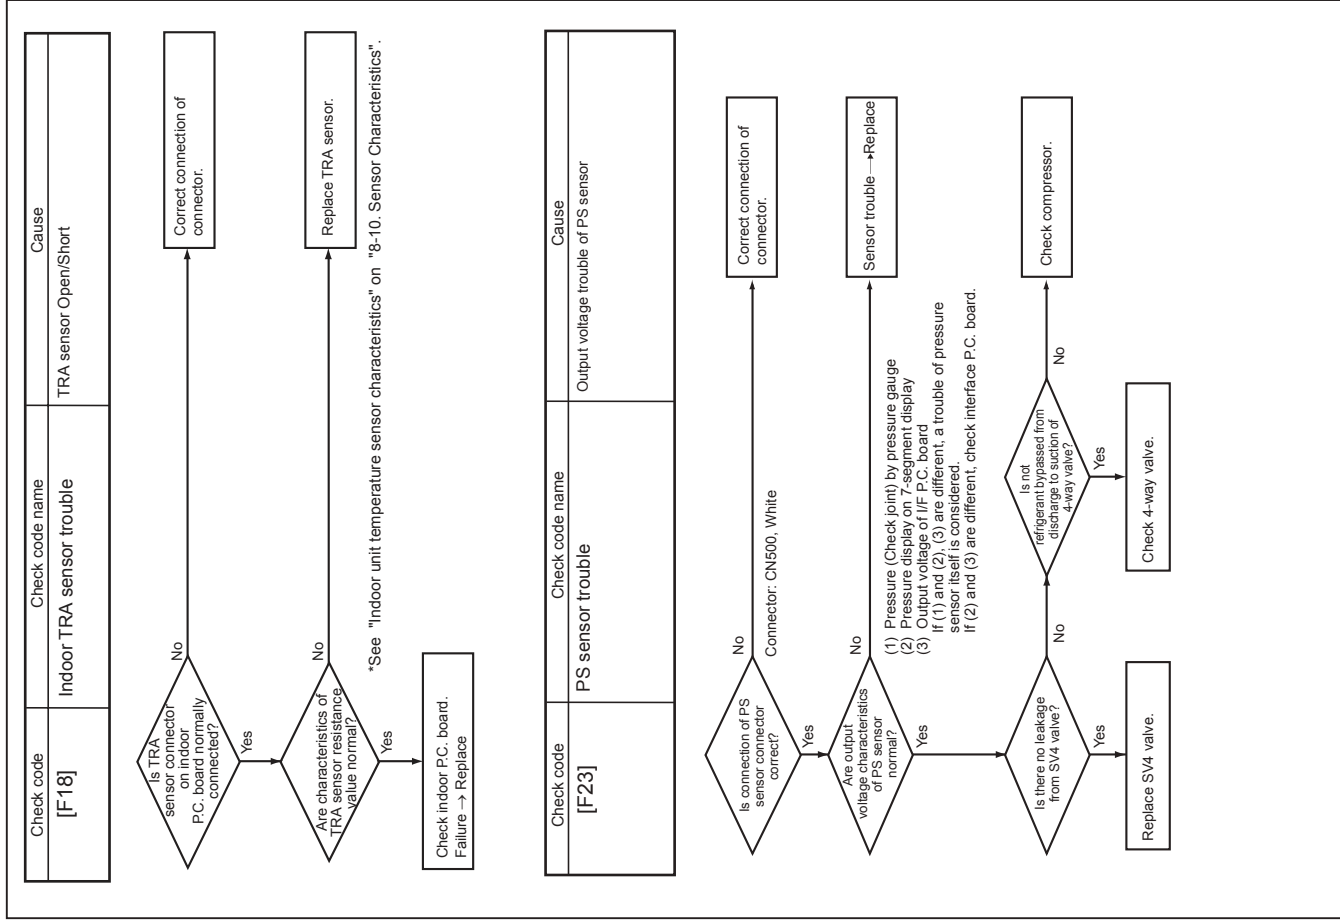 Check code
Check code name
Cause
[F18]
Indoor TRA sensor trouble
TRA sensor Open/Short
Is TRA
sensor connector
on indoor
P.C. board normally
connected?
No
Correct connection of
connector.
Yes
Are characteristics of
TRA sensor resistance
value normal?
No
Replace TRA sensor.
*See "Indoor unit temperature sensor characteristics" on "8-10. Sensor Characteristics".
Yes
Check indoor P.C. board.
Failure → Replace
Check code
Check code name
Cause
[F23]
PS sensor trouble
Output voltage trouble of PS sensor
Is connection of PS
sensor connector
correct?
No
Connector: CN500, White
Correct connection of
connector.
Yes
Are output
voltage characteristics
of PS sensor
normal?
No
Sensor trouble → Replace
(1) Pressure (Check joint) by pressure gauge
(2) Pressure display on 7-segment display
(3) Output voltage of I/F P.C. board
If (1) and (2), (3) are different, a trouble of pressure
sensor itself is considered.
If (2) and (3) are different, check interface P.C. board.
Yes
Is there no leakage
from SV4 valve?
No
Is not
refrigerant bypassed from
discharge to suction of
4-way valve?
No
Check compressor.
Yes
Replace SV4 valve.
Yes
Check 4-way valve.